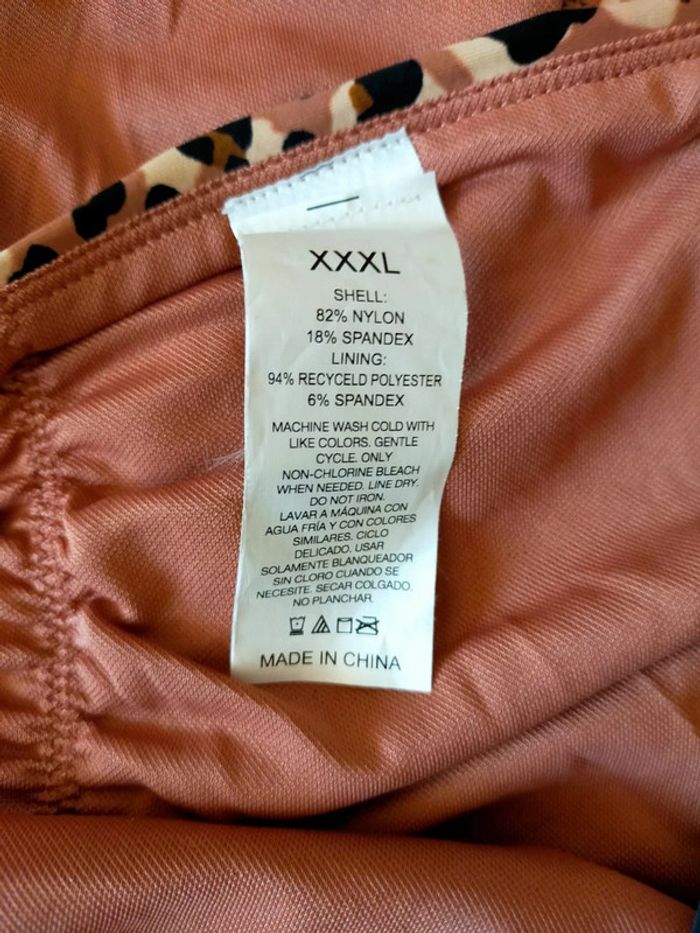 XXXL
SHELL:
82% NYLON
18% SPANDEX
LINING:
94% RECYCELD POLYESTER
6% SPANDEX
MACHINE WASH COLD WITH
LIKE COLORS. GENTLE
CYCLE. ONLY
NON-CHLORINE BLEACH
WHEN NEEDED. LINE DRY.
DO NOT IRON.
LAVAR A MÁQUINA CON
AGUA FRÍA Y CON COLORES
SIMILARES. CICLO
DELICADO. USAR
SOLAMENTE BLANQUEADOR
SIN CLORO CUANDO SE
NECESITE. SECAR COLGADO.
NO PLANCHAR.
MADE IN CHINA